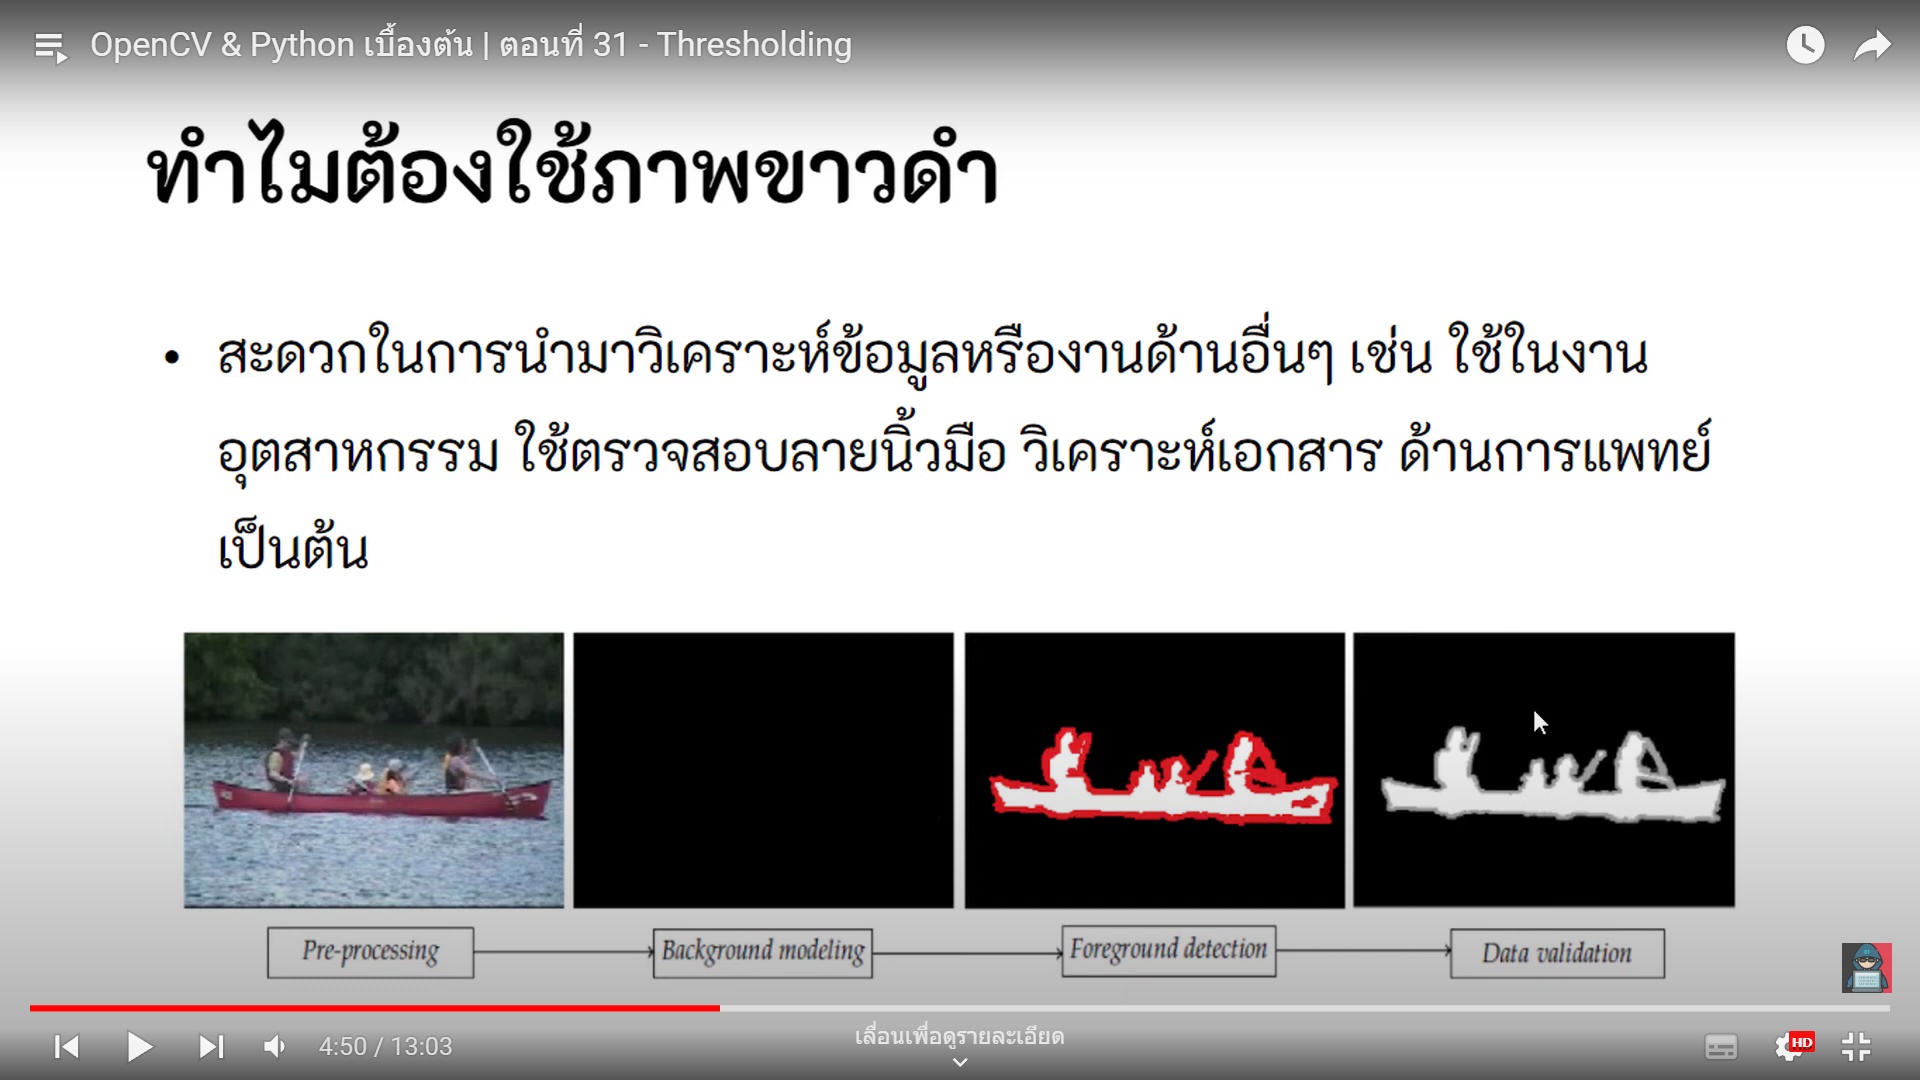 OpenCV & Python เบื้องต้น | ตอนที่ 31 - Thresholding
ทำไมต้องใช้ภาพขาวดำ
• สะดวกในการนำมาวิเคราะห์ข้อมูลหรืองานด้านอื่นๆ เช่น ใช้ในงาน
อุตสาหกรรม ใช้ตรวจสอบลายนิ้วมือ วิเคราะห์เอกสาร ด้านการแพทย์
เป็นต้น
Pre-processing
Background modeling
Foreground detection
Data validation
4:50 / 13:03
เลื่อนเพื่อดูรายละเอียด
HD